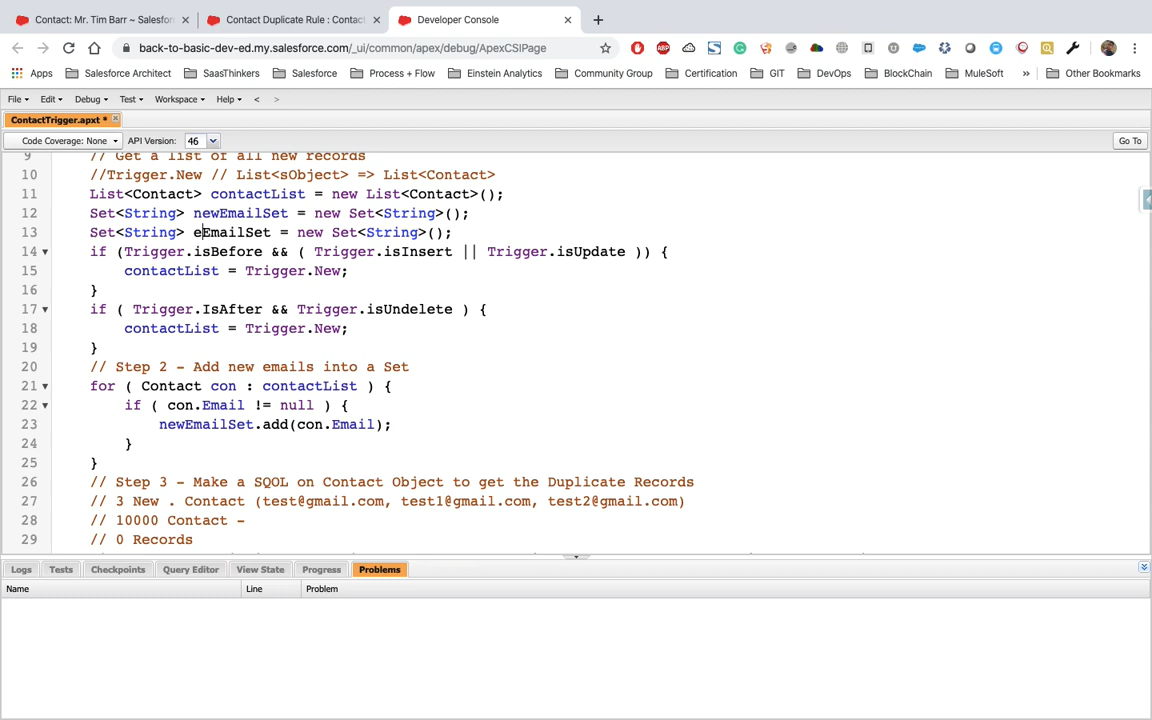 Contact: Mr. Tim Barr ~ Salesfor
Contact Duplicate Rule : Contac
Developer Console
back-to-basic-dev-ed.my.salesforce.com/_ui/common/apex/debug/ApexCSIPage
Apps Salesforce Architect SaasThinkers Salesforce Process + Flow Einstein Analytics Community Group Certification GIT DevOps BlockChain MuleSoft » Other Bookmarks
File Edit Debug Test Workspace Help < >
ContactTrigger.apxt *
Code Coverage: None API Version: 46 Go To
9 // Get a list of all new records
10 //Trigger.New // List<sObject> => List<Contact>
11 List<Contact> contactList = new List<Contact>();
12 Set<String> newEmailSet = new Set<String>();
13 Set<String> eEmailSet = new Set<String>();
14 if (Trigger.isBefore && ( Trigger.isInsert || Trigger.isUpdate )) {
15 contactList = Trigger.New;
16 }
17 if ( Trigger.IsAfter && Trigger.isUndelete ) {
18 contactList = Trigger.New;
19 }
20 // Step 2 - Add new emails into a Set
21 for ( Contact con : contactList ) {
22 if ( con.Email != null ) {
23 newEmailSet.add(con.Email);
24 }
25 }
26 // Step 3 - Make a SQOL on Contact Object to get the Duplicate Records
27 // 3 New . Contact (test@gmail.com, test1@gmail.com, test2@gmail.com)
28 // 10000 Contact -
29 // 0 Records
Logs Tests Checkpoints Query Editor View State Progress Problems
Name Line Problem